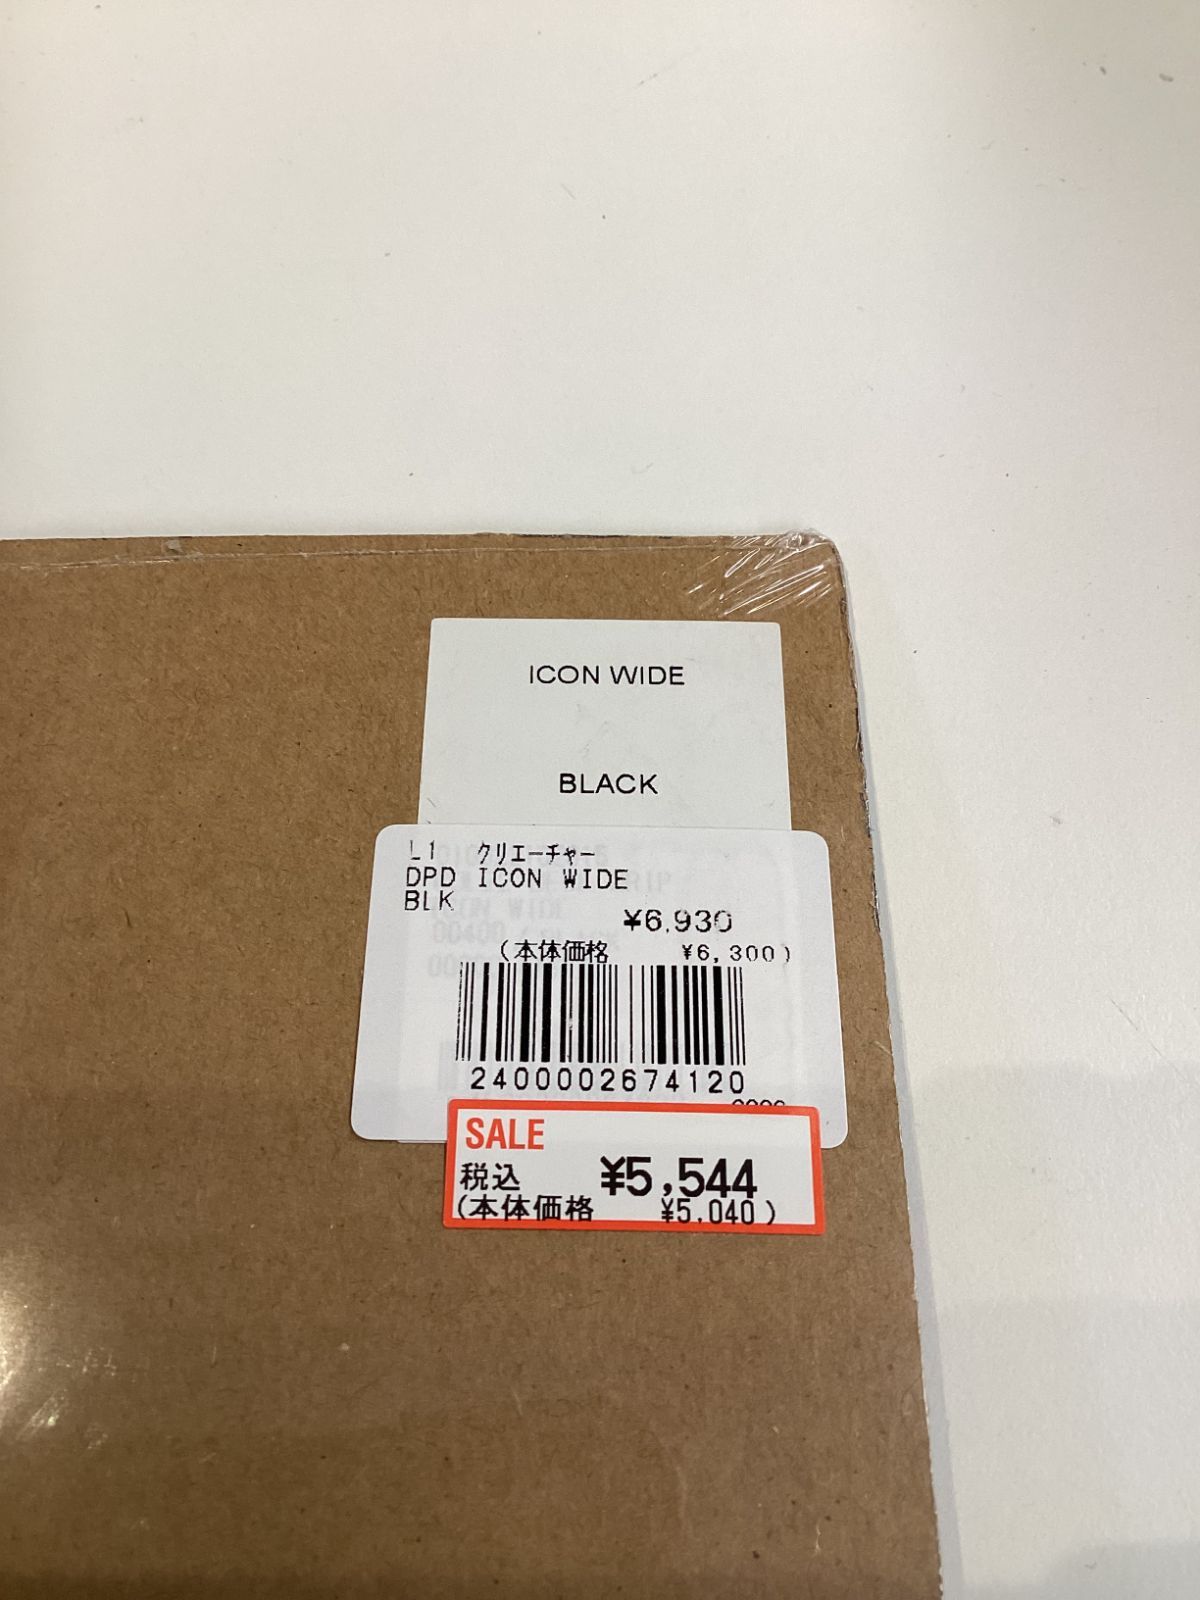 ICON WIDE
BLACK
L1 クリエーチャー
DPD ICON WIDE
BLK
¥6,930
(本体価格 ¥6,300)
2400002674120
SALE
税込 ¥5,544
(本体価格 ¥5,040)